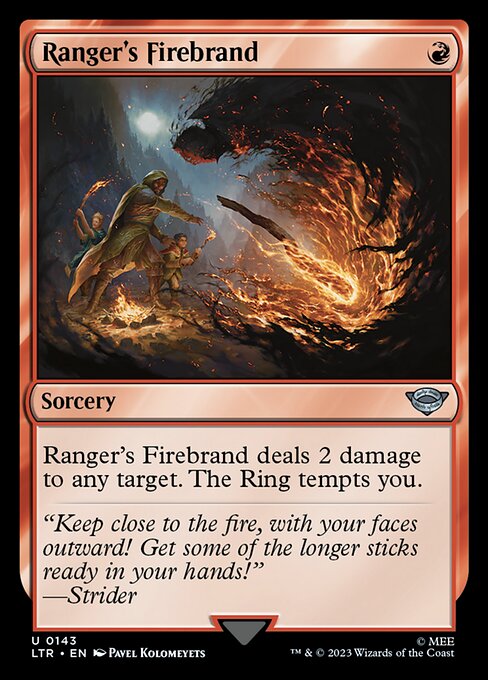 Ranger's Firebrand
Sorcery
Ranger's Firebrand deals 2 damage
to any target. The Ring tempts you.
“Keep close to the fire, with your faces
outward! Get some of the longer sticks
ready in your hands!”
—Strider
U 0143
LTR • EN Pavel Kolomeyets
© MEE
™ & © 2023 Wizards of the Coast